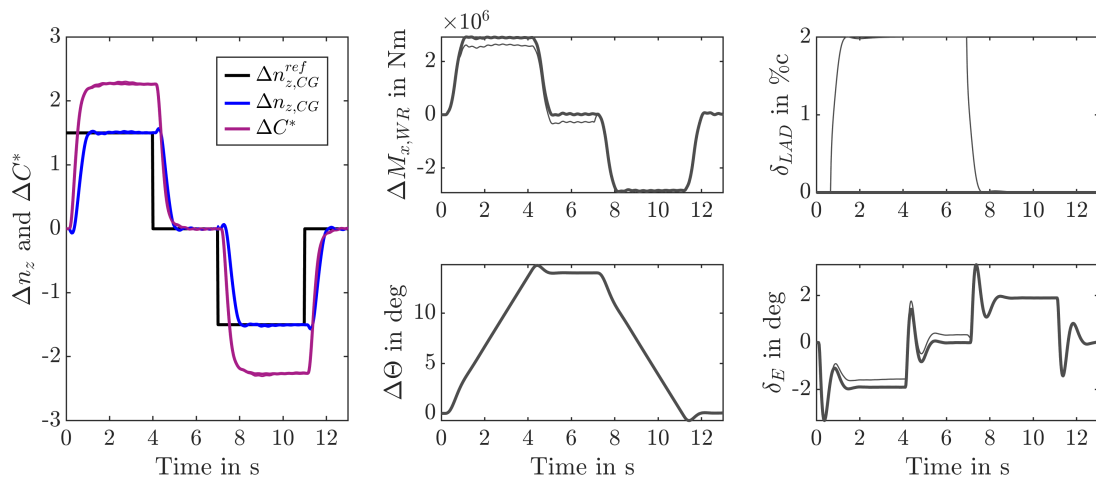 3
2
1
0
-1
-2
-3
0 2 4 6 8 10 12
Time in s
Δn_z and ΔC*
Δn^{ref}_{z,CG}
Δn_{z,CG}
ΔC*
×10^6
2
0
-2
0 2 4 6 8 10 12
ΔM_{x,WR} in Nm
2
1
0
0 2 4 6 8 10 12
δ_{LAD} in %c
10
5
0
0 2 4 6 8 10 12
Time in s
ΔΘ in deg
2
0
-2
0 2 4 6 8 10 12
Time in s
δ_E in deg